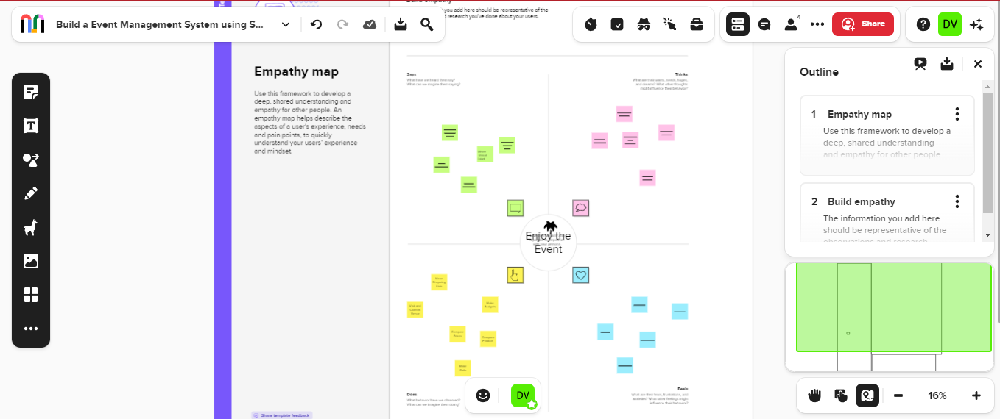 Build empathy
you add here should be representative of the
d research you've done about your users.
Build a Event Management System using S...
4
Share
DV
Empathy map
Use this framework to develop a
deep, shared understanding and
empathy for other people. An
empathy map helps describe the
aspects of a user's experience, needs
and pain points, to quickly
understand your users' experience
and mindset.
Says
What have we heard them say?
What can we imagine them saying?
Thinks
What are their wants, needs, hopes,
and dreams? What other thoughts
might influence their behavior?
Enjoy the
Event
Make
Shopping
Lists
Make
Budgets
Compare
Prices
Compare
Product
Make
Lists
Does
What behavior have we observed?
What can we imagine them doing?
Feels
What are their fears, frustrations, and
anxieties? What other feelings might
influence their behavior?
Share template feedback
DV
Outline
1 Empathy map
Use this framework to develop a
deep, shared understanding
and empathy for other people.
2 Build empathy
The information you add here
should be representative of the
observations and research
16%